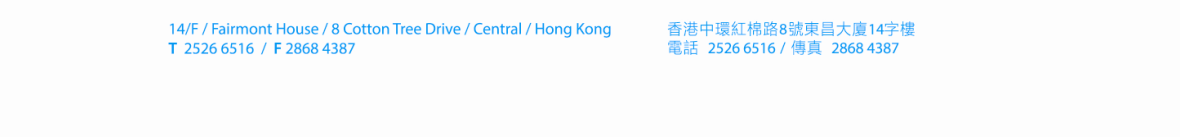 14/F / Fairmont House / 8 Cotton Tree Drive / Central / Hong Kong
T 2526 6516 / F 2868 4387
香港中環紅棉路8號東昌大廈14字樓
電話 2526 6516 / 傳真 2868 4387